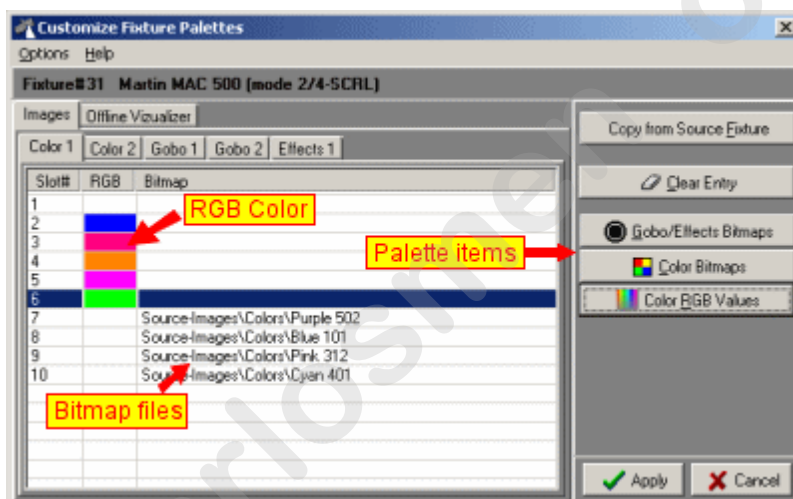 Customize Fixture Palettes
Options Help
Fixture#31 Martin MAC 500 (mode 2/4-SCRL)
Images Offline Vizualizer
Color 1 Color 2 Gobo 1 Gobo 2 Effects 1
Slot# RGB Bitmap
1
2
3
4
5
6
7 Source-Images\Colors\Purple 502
8 Source-Images\Colors\Blue 101
9 Source-Images\Colors\Pink 312
10 Source-Images\Colors\Cyan 401
RGB Color
Palette items
Bitmap files
Copy from Source Fixture
Clear Entry
Gobo/Effects Bitmaps
Color Bitmaps
Color RGB Values
Apply Cancel